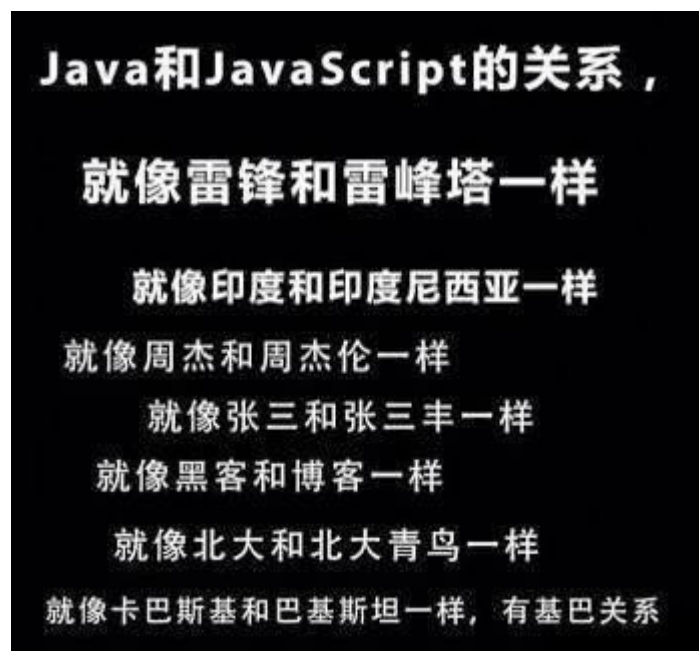 Java和JavaScript的关系，
就像雷锋和雷峰塔一样
就像印度和印度尼西亚一样
就像周杰和周杰伦一样
就像张三和张三丰一样
就像黑客和博客一样
就像北大和北大青鸟一样
就像卡巴斯基和巴基斯坦一样，有基巴关系